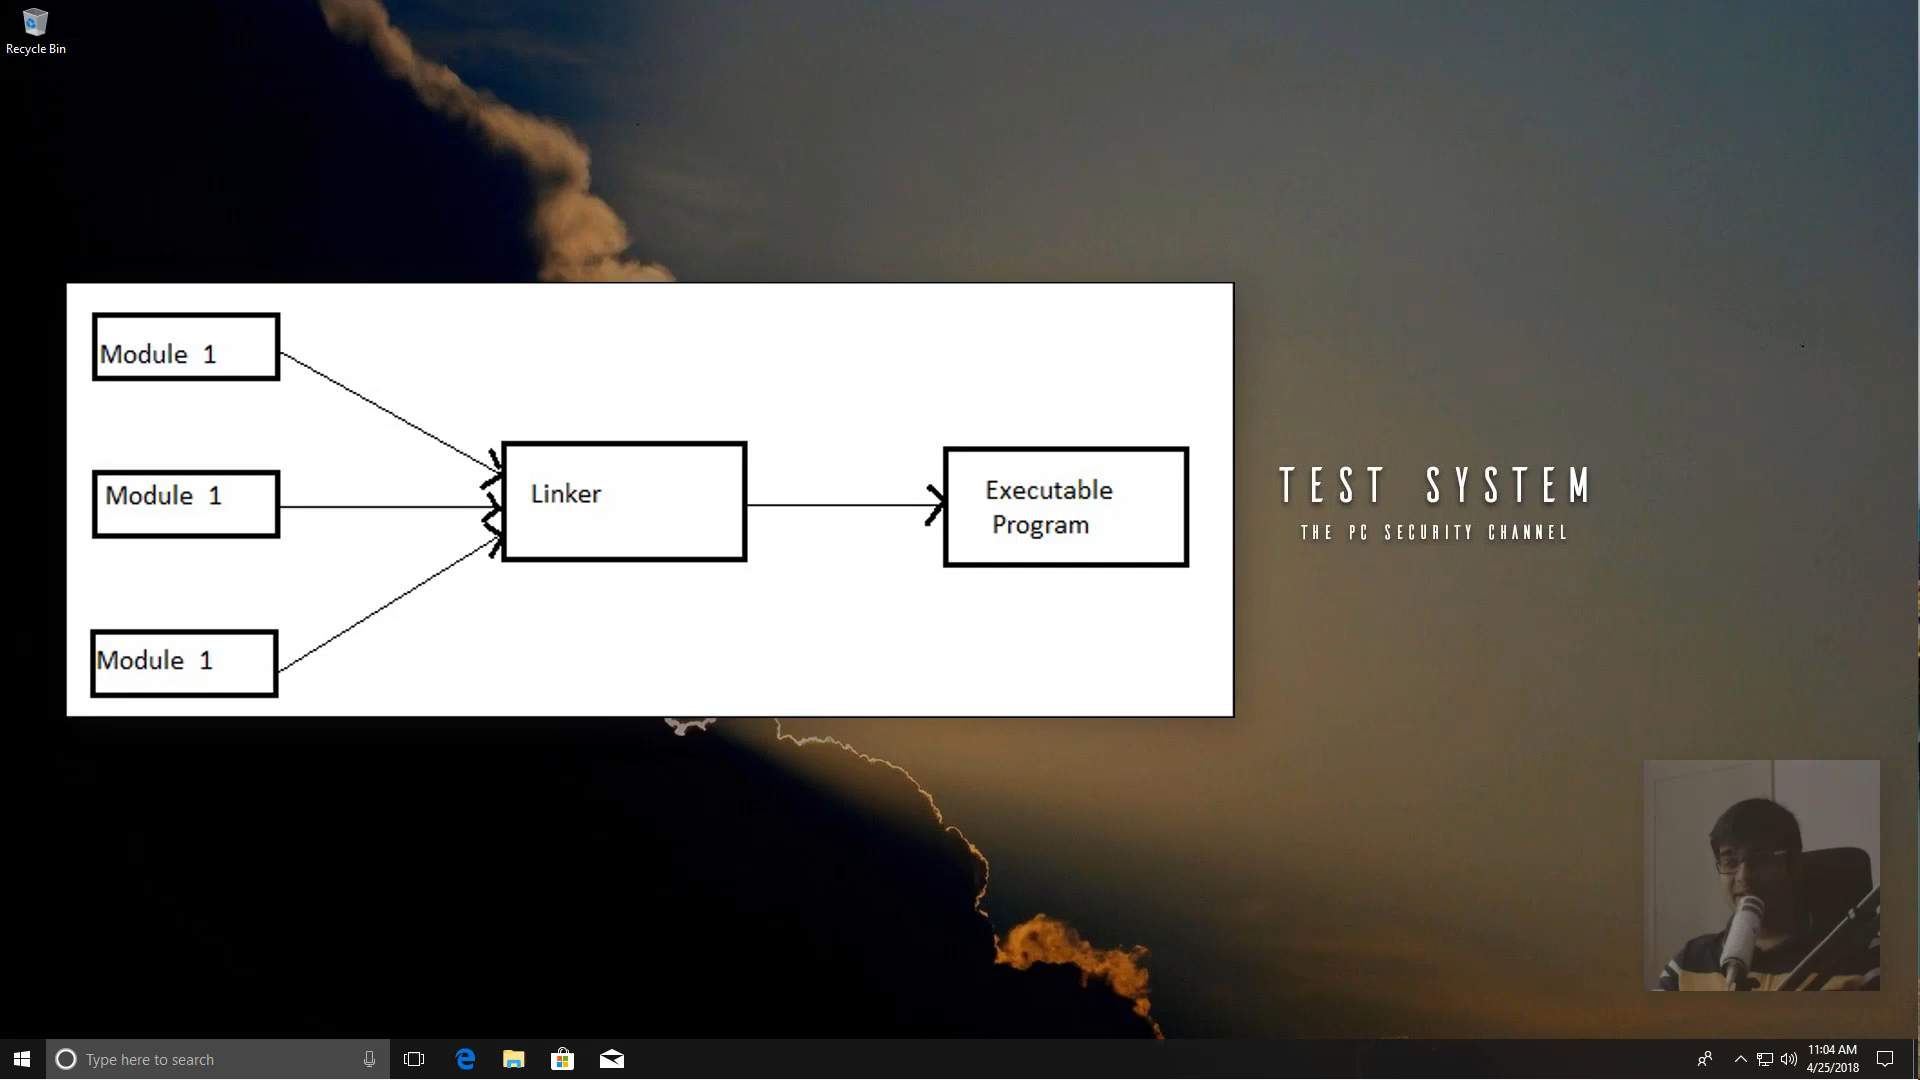 Recycle Bin
Module 1
Module 1
Module 1
Linker
Executable
Program
TEST SYSTEM
THE PC SECURITY CHANNEL
Type here to search
11:04 AM
4/25/2018